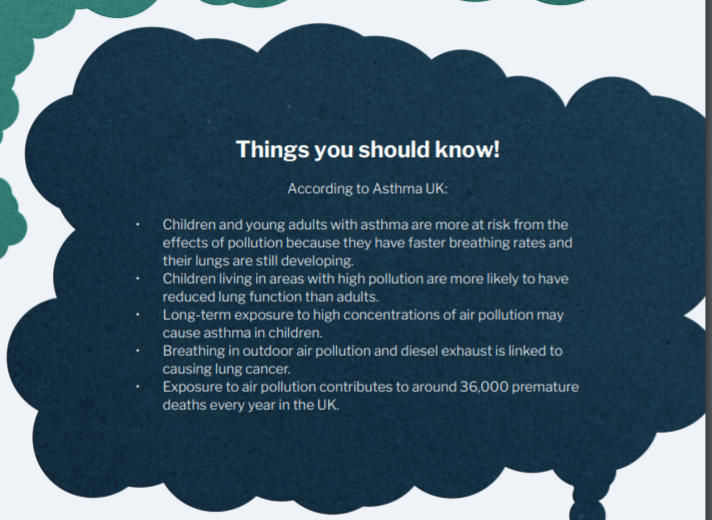 Things you should know!
According to Asthma UK:
• Children and young adults with asthma are more at risk from the
effects of pollution because they have faster breathing rates and
their lungs are still developing.
• Children living in areas with high pollution are more likely to have
reduced lung function than adults.
• Long-term exposure to high concentrations of air pollution may
cause asthma in children.
• Breathing in outdoor air pollution and diesel exhaust is linked to
causing lung cancer.
• Exposure to air pollution contributes to around 36,000 premature
deaths every year in the UK.